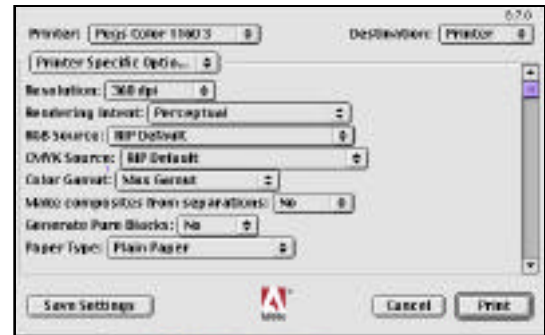 8.7.0
Printer: Pegs Color 1160 3 Destination: Printer
Printer Specific Optio...
Resolution: 360 dpi
Rendering Intent: Perceptual
RGB Source: RIP Default
CMYK Source: RIP Default
Color Gamut: Max Gamut
Make composites from separations: No
Generate Pure Blacks: No
Paper Type: Plain Paper
Save Settings Cancel Print